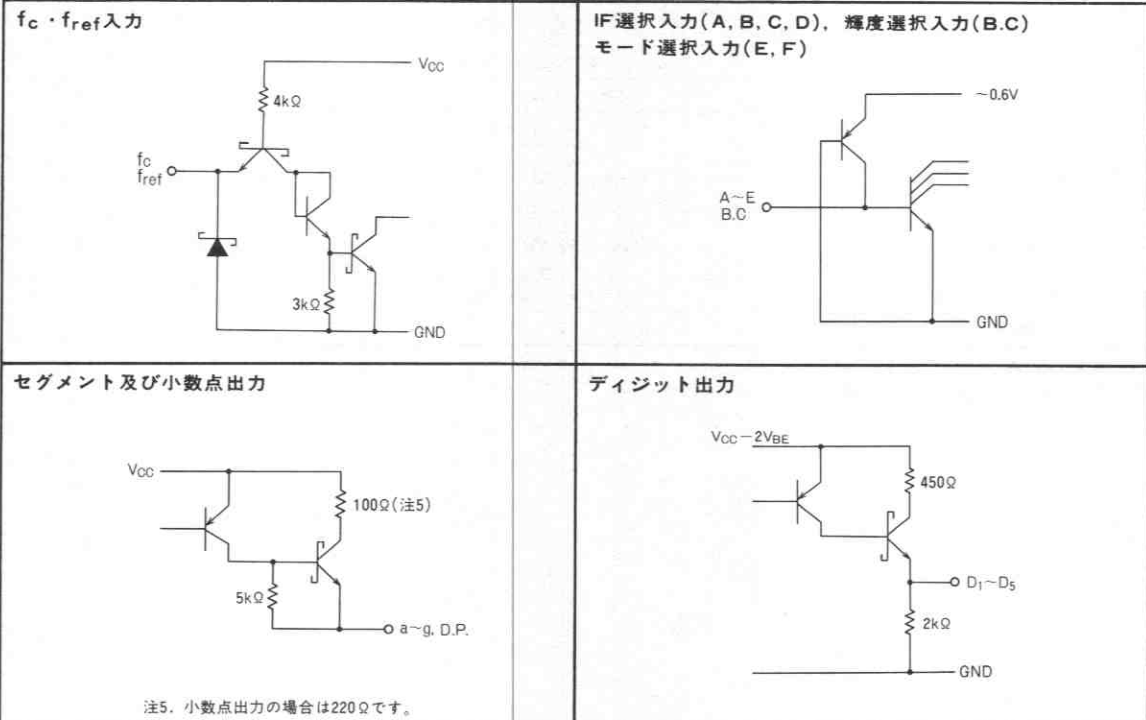 fc・fref入力
VCC
4kΩ
fc
fref
3kΩ
GND
IF選択入力(A, B, C, D), 輝度選択入力(B.C)
モード選択入力(E, F)
〜0.6V
A〜E
B.C
GND
セグメント及び小数点出力
VCC
100Ω(注5)
5kΩ
a〜g, D.P.
注5. 小数点出力の場合は220Ωです。
ディジット出力
VCC−2VBE
450Ω
D1〜D5
2kΩ
GND